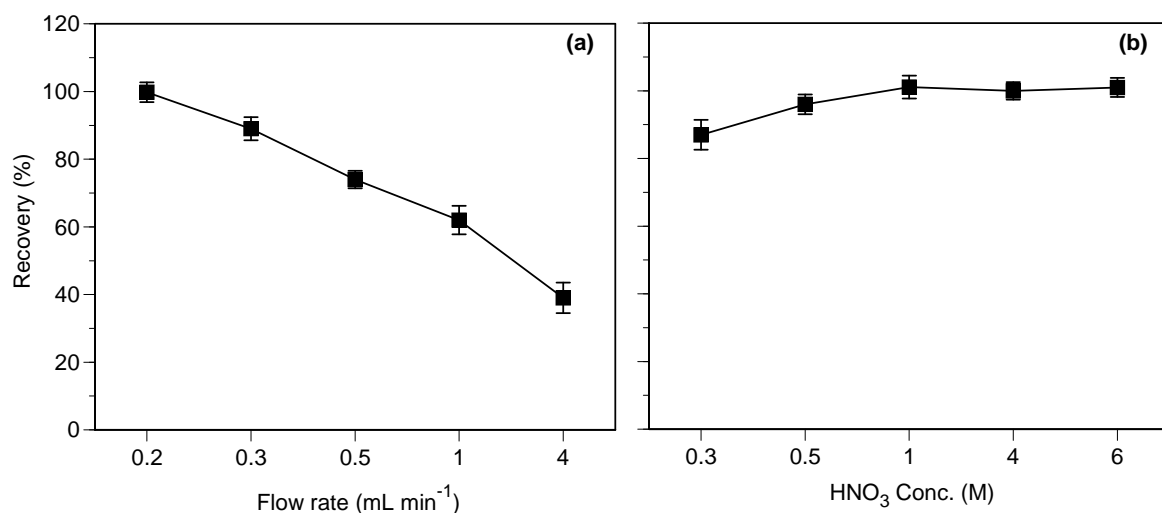 120
100
80
60
40
20
0
Recovery (%)
(a)
0.2 0.3 0.5 1 4
Flow rate (mL min⁻¹)
(b)
0.3 0.5 1 4 6
HNO₃ Conc. (M)